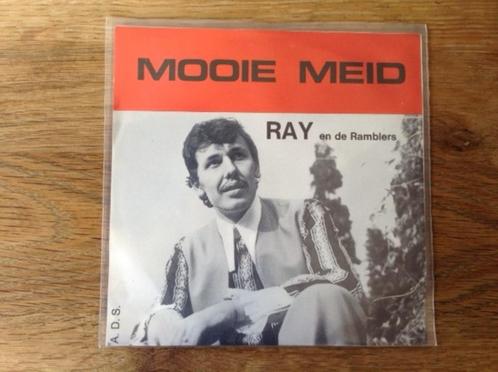 MOOIE MEID
RAY en de Ramblers
A. D. S.